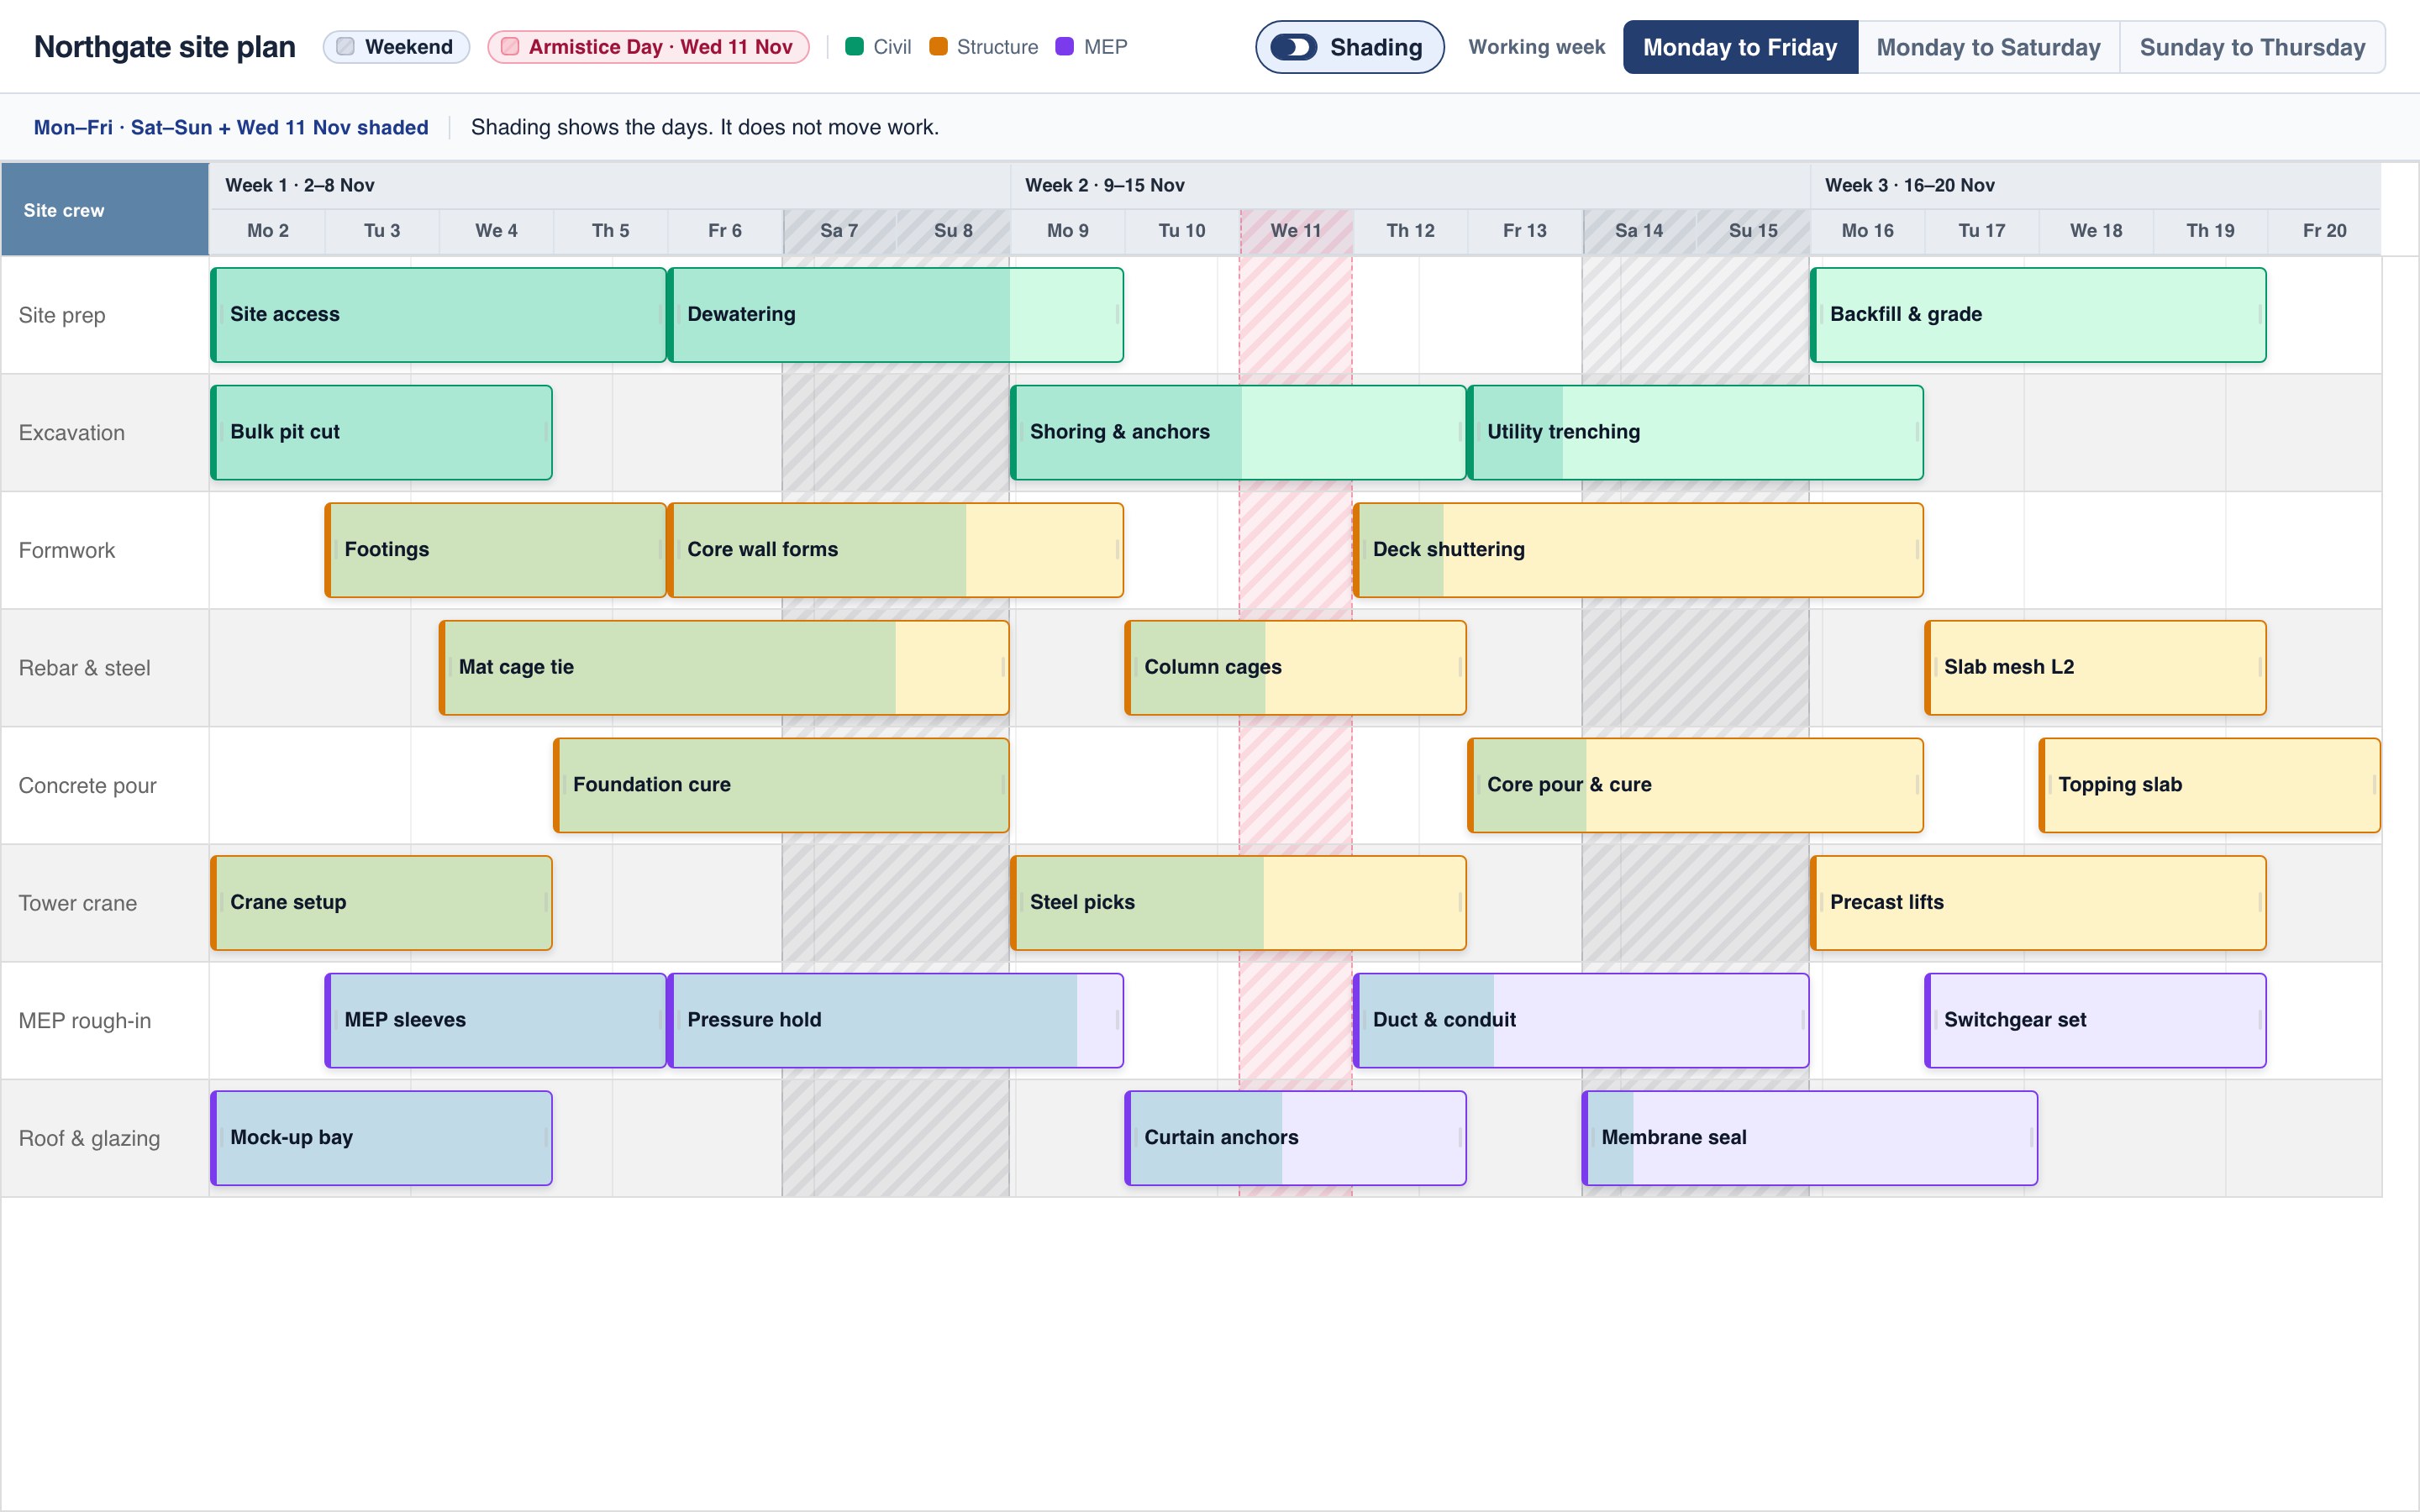 Northgate site plan
Weekend
Armistice Day · Wed 11 Nov
Civil
Structure
MEP
Shading
Working week
Monday to Friday
Monday to Saturday
Sunday to Thursday
Mon–Fri · Sat–Sun + Wed 11 Nov shaded
Shading shows the days. It does not move work.
Site crew
Week 1 · 2–8 Nov
Week 2 · 9–15 Nov
Week 3 · 16–20 Nov
Mo 2
Tu 3
We 4
Th 5
Fr 6
Sa 7
Su 8
Mo 9
Tu 10
We 11
Th 12
Fr 13
Sa 14
Su 15
Mo 16
Tu 17
We 18
Th 19
Fr 20
Site prep
Site access
Dewatering
Backfill & grade
Excavation
Bulk pit cut
Shoring & anchors
Utility trenching
Formwork
Footings
Core wall forms
Deck shuttering
Rebar & steel
Mat cage tie
Column cages
Slab mesh L2
Concrete pour
Foundation cure
Core pour & cure
Topping slab
Tower crane
Crane setup
Steel picks
Precast lifts
MEP rough-in
MEP sleeves
Pressure hold
Duct & conduit
Switchgear set
Roof & glazing
Mock-up bay
Curtain anchors
Membrane seal